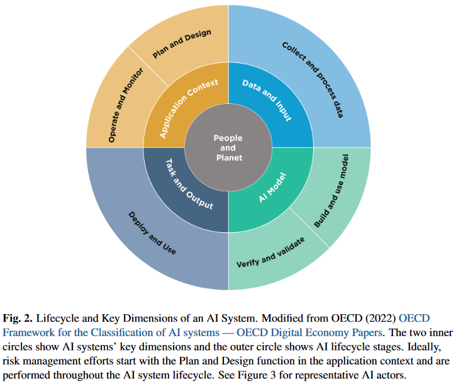 Plan and Design
Collect and process data
Operate and Monitor
Application Context
Data and Input
People
and
Planet
Task and Output
AI Model
Build and use model
Deploy and Use
Verify and validate
Fig. 2. Lifecycle and Key Dimensions of an AI System. Modified from OECD (2022) OECD
Framework for the Classification of AI systems — OECD Digital Economy Papers. The two inner
circles show AI systems’ key dimensions and the outer circle shows AI lifecycle stages. Ideally,
risk management efforts start with the Plan and Design function in the application context and are
performed throughout the AI system lifecycle. See Figure 3 for representative AI actors.